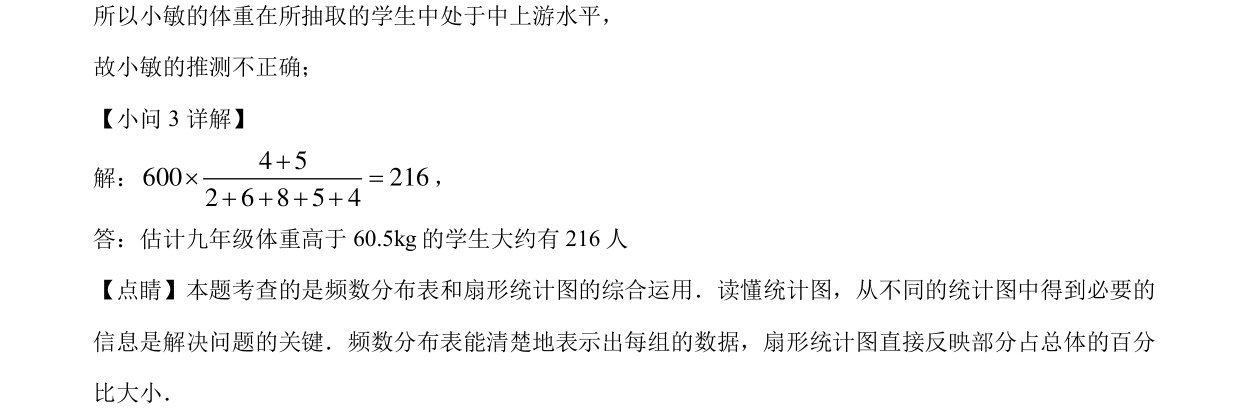 所以小敏的体重在所抽取的学生中处于中上游水平，
故小敏的推测不正确；
【小问 3 详解】
解：600×(4+5)/(2+6+8+5+4)=216，
答：估计九年级体重高于 60.5kg 的学生大约有 216 人
【点睛】本题考查的是频数分布表和扇形统计图的综合运用．读懂统计图，从不同的统计图中得到必要的
信息是解决问题的关键．频数分布表能清楚地表示出每组的数据，扇形统计图直接反映部分占总体的百分
比大小．